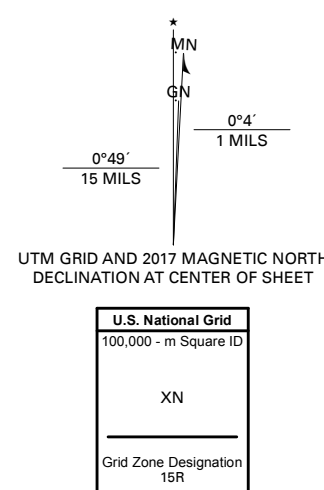 ★
MN
GN
0°4´
1 MILS
0°49´
15 MILS
UTM GRID AND 2017 MAGNETIC NORTH
DECLINATION AT CENTER OF SHEET
U.S. National Grid
100,000 - m Square ID
XN
Grid Zone Designation
15R